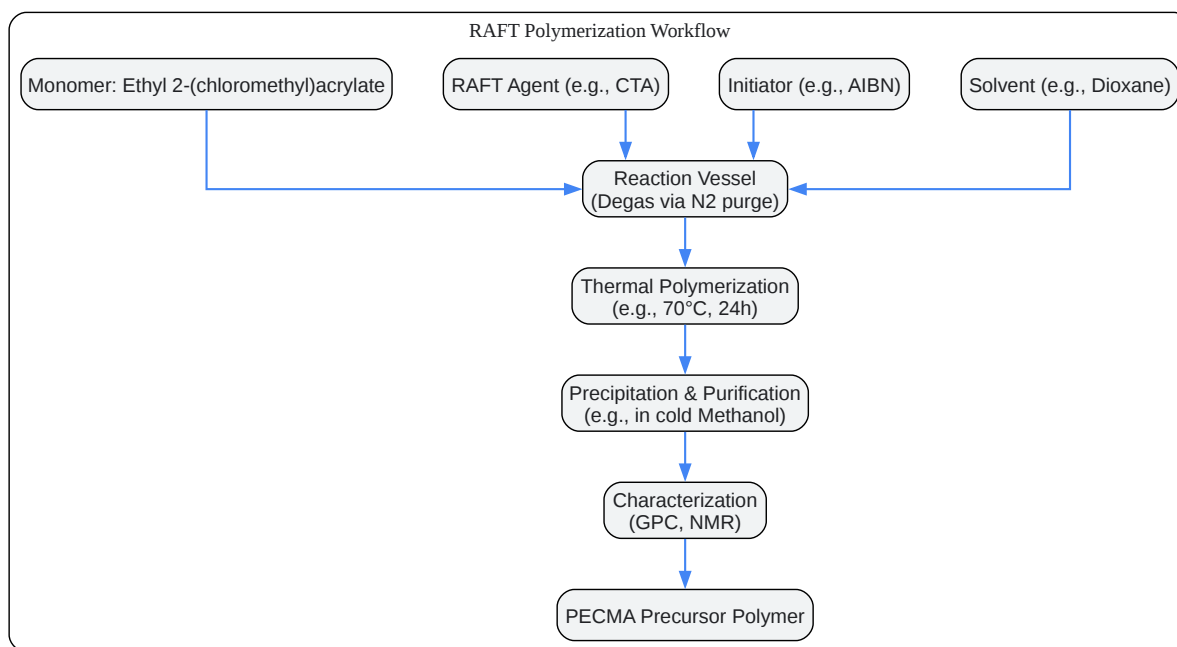 RAFT Polymerization Workflow
Monomer: Ethyl 2-(chloromethyl)acrylate
RAFT Agent (e.g., CTA)
Initiator (e.g., AIBN)
Solvent (e.g., Dioxane)
Reaction Vessel
(Degas via N2 purge)
Thermal Polymerization
(e.g., 70°C, 24h)
Precipitation & Purification
(e.g., in cold Methanol)
Characterization
(GPC, NMR)
PECMA Precursor Polymer